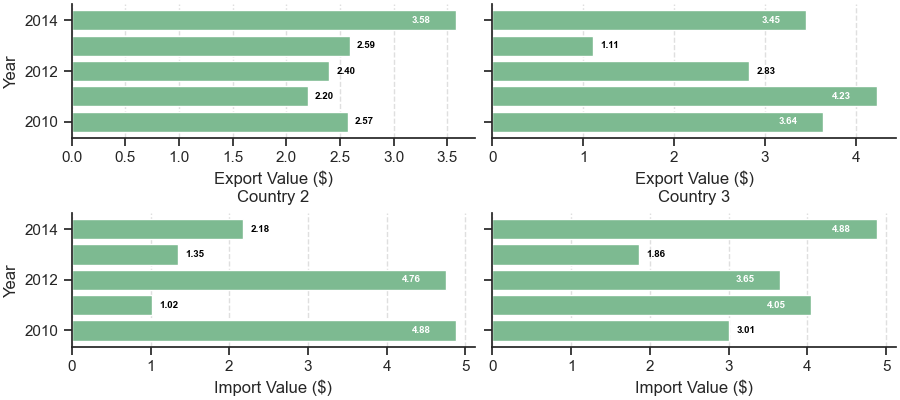 2014
3.58
2.59
Year
2012
2.40
2.20
2010
2.57
0.0 0.5 1.0 1.5 2.0 2.5 3.0 3.5
Export Value ($)
3.45
1.11
2.83
4.23
3.64
0 1 2 3 4
Export Value ($)
Country 2
2014
2.18
1.35
Year
2012
4.76
1.02
2010
4.88
0 1 2 3 4 5
Import Value ($)
Country 3
4.88
1.86
3.65
4.05
3.01
0 1 2 3 4 5
Import Value ($)